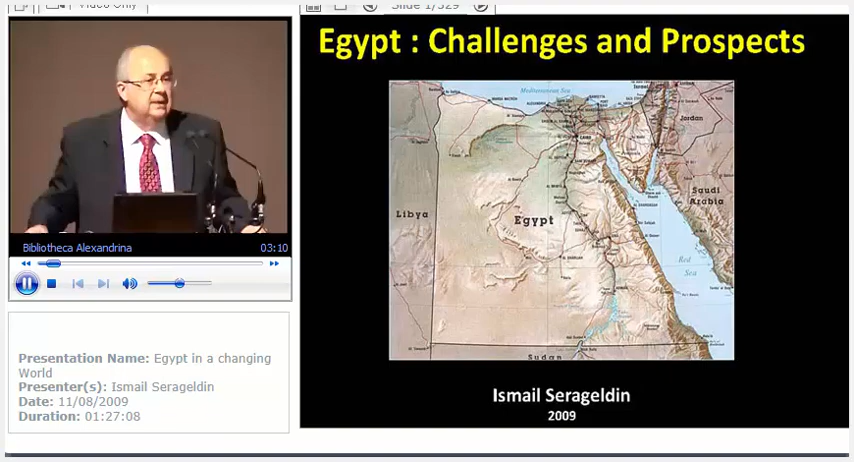 Video Only
Slide 1/329
Egypt : Challenges and Prospects
Mediterranean Sea
Israel
Jordan
Libya
Egypt
Saudi
Arabia
Red
Sea
Sudan
Ismail Serageldin
2009
Bibliotheca Alexandrina
03:10
Presentation Name: Egypt in a changing
World
Presenter(s): Ismail Serageldin
Date: 11/08/2009
Duration: 01:27:08